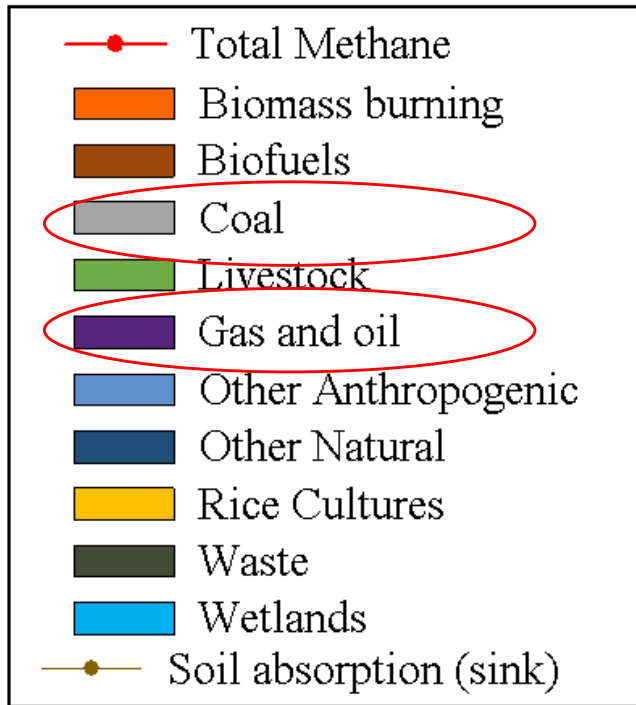 Total Methane
Biomass burning
Biofuels
Coal
Livestock
Gas and oil
Other Anthropogenic
Other Natural
Rice Cultures
Waste
Wetlands
Soil absorption (sink)